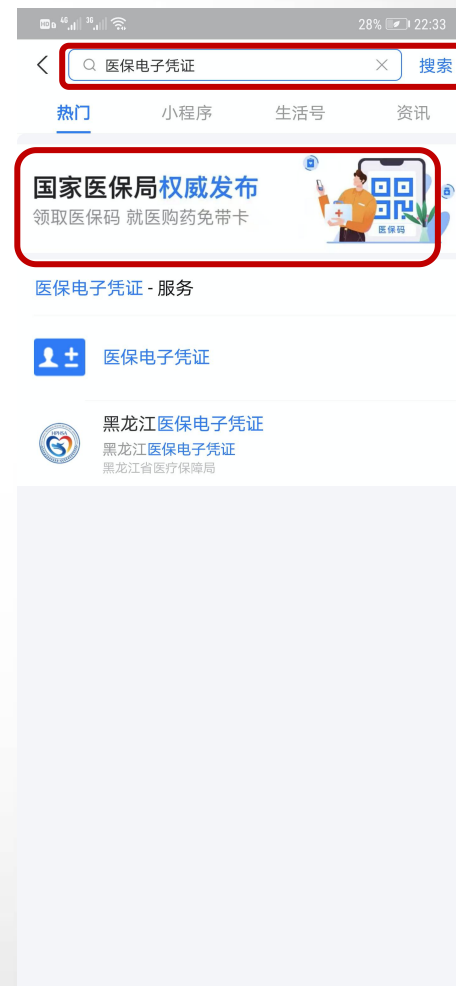 HD 4G 3G 28% 22:33
医保电子凭证 搜索
热门 小程序 生活号 资讯
国家医保局权威发布
领取医保码 就医购药免带卡
医保码
医保电子凭证 - 服务
医保电子凭证
黑龙江医保电子凭证
黑龙江医保电子凭证
黑龙江省医疗保障局